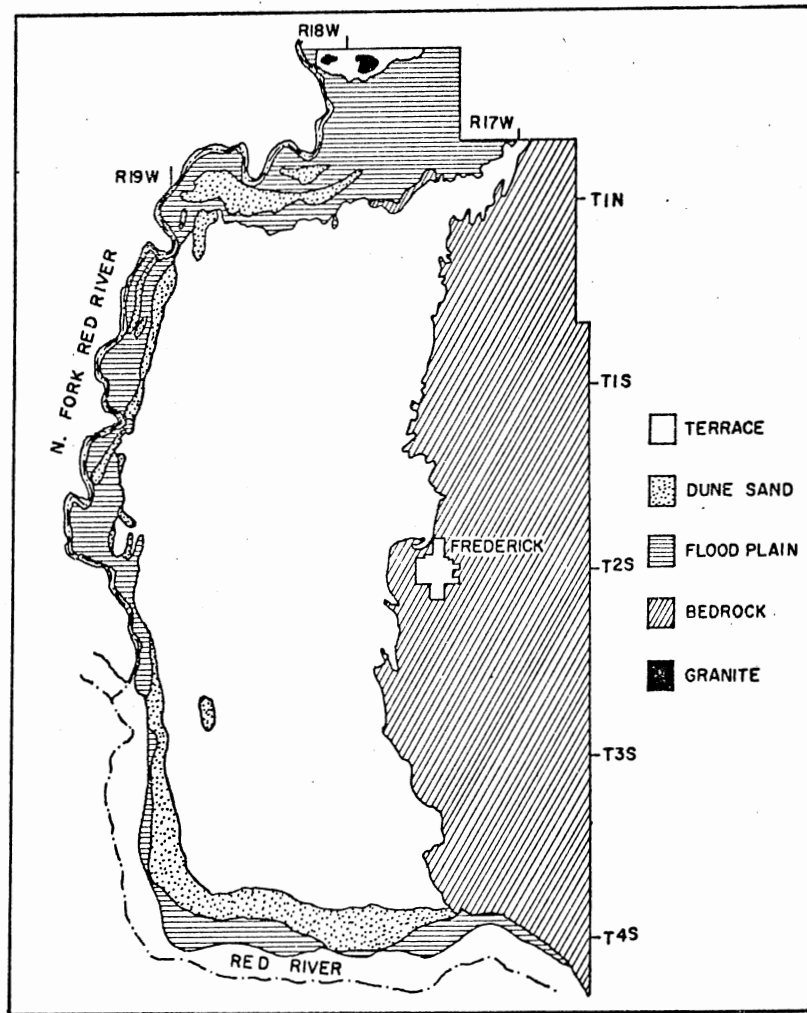 R18W
R17W
R19W
T1N
N. FORK RED RIVER
T1S
TERRACE
DUNE SAND
FREDERICK
FLOOD PLAIN
T2S
BEDROCK
GRANITE
T3S
T4S
RED RIVER